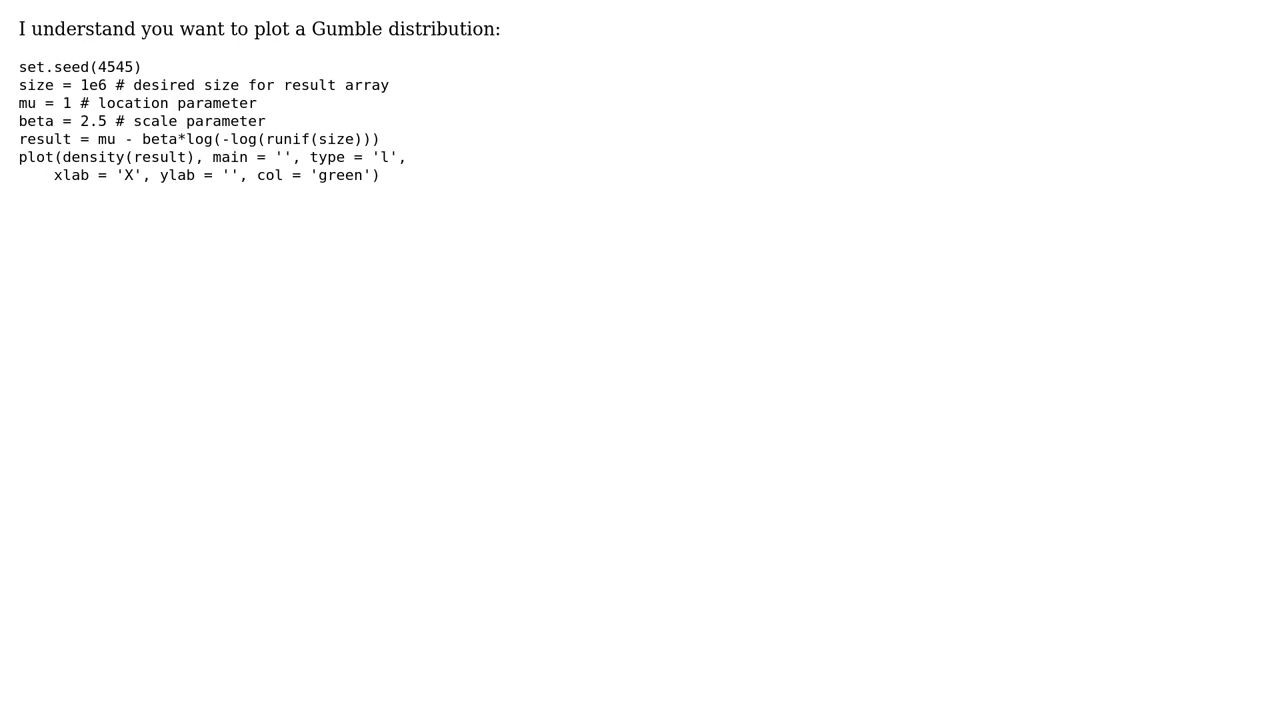 I understand you want to plot a Gumble distribution:
set.seed(4545)
size = 1e6 # desired size for result array
mu = 1 # location parameter
beta = 2.5 # scale parameter
result = mu - beta*log(-log(runif(size)))
plot(density(result), main = '', type = 'l',
    xlab = 'X', ylab = '', col = 'green')